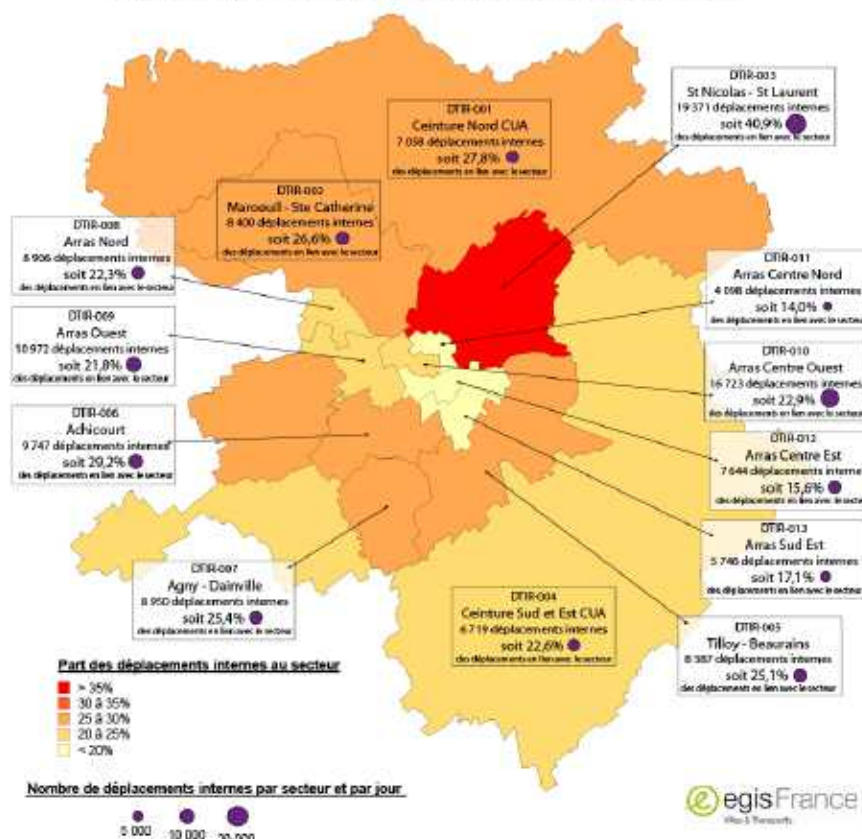 DTIR-003
St Nicolas - St Laurent
19 371 déplacements internes
soit 40,9%
des déplacements en lien avec le secteur
DTIR-001
Ceinture Nord CUA
7 058 déplacements internes
soit 27,8%
des déplacements en lien avec le secteur
DTIR-002
Maroeuil - Ste Catherine
8 400 déplacements internes
soit 26,6%
des déplacements en lien avec le secteur
DTIR-008
Arras Nord
6 906 déplacements internes
soit 22,3%
des déplacements en lien avec le secteur
DTIR-011
Arras Centre Nord
4 098 déplacements internes
soit 14,0%
des déplacements en lien avec le secteur
DTIR-009
Arras Ouest
10 972 déplacements internes
soit 21,8%
des déplacements en lien avec le secteur
DTIR-010
Arras Centre Ouest
16 723 déplacements internes
soit 22,9%
des déplacements en lien avec le secteur
DTIR-006
Achicourt
9 747 déplacements internes
soit 29,2%
des déplacements en lien avec le secteur
DTIR-012
Arras Centre Est
7 644 déplacements internes
soit 15,6%
des déplacements en lien avec le secteur
DTIR-013
Arras Sud Est
5 746 déplacements internes
soit 17,1%
des déplacements en lien avec le secteur
DTIR-007
Agny - Dainville
8 950 déplacements internes
soit 25,4%
des déplacements en lien avec le secteur
DTIR-004
Ceinture Sud et Est CUA
6 719 déplacements internes
soit 22,6%
des déplacements en lien avec le secteur
DTIR-005
Tilloy - Beaurains
8 387 déplacements internes
soit 25,1%
des déplacements en lien avec le secteur
Part des déplacements internes au secteur
> 35%
30 à 35%
25 à 30%
20 à 25%
< 20%
Nombre de déplacements internes par secteur et par jour
5 000 10 000 20 000
egis France
Villes & Transports